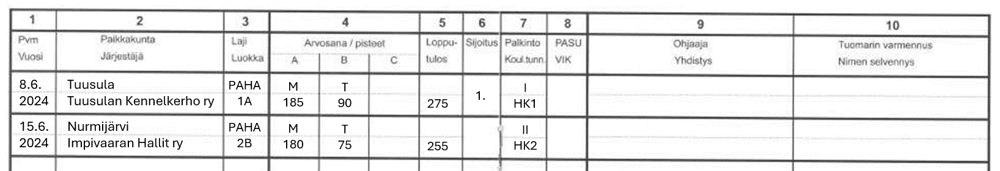 1 2 3 4 5 6 7 8 9 10
Pvm Paikkakunta Laji Arvosana / pisteet Loppu- Sijoitus Palkinto PASU Ohjaaja Tuomarin varmennus
Vuosi Järjestäjä Luokka A B C tulos Koul.tunn. VIK Yhdistys Nimen selvennys
8.6. Tuusula PAHA M T 1. I
2024 Tuusulan Kennelkerho ry 1A 185 90 275 HK1
15.6. Nurmijärvi PAHA M T II
2024 Impivaaran Hallit ry 2B 180 75 255 HK2